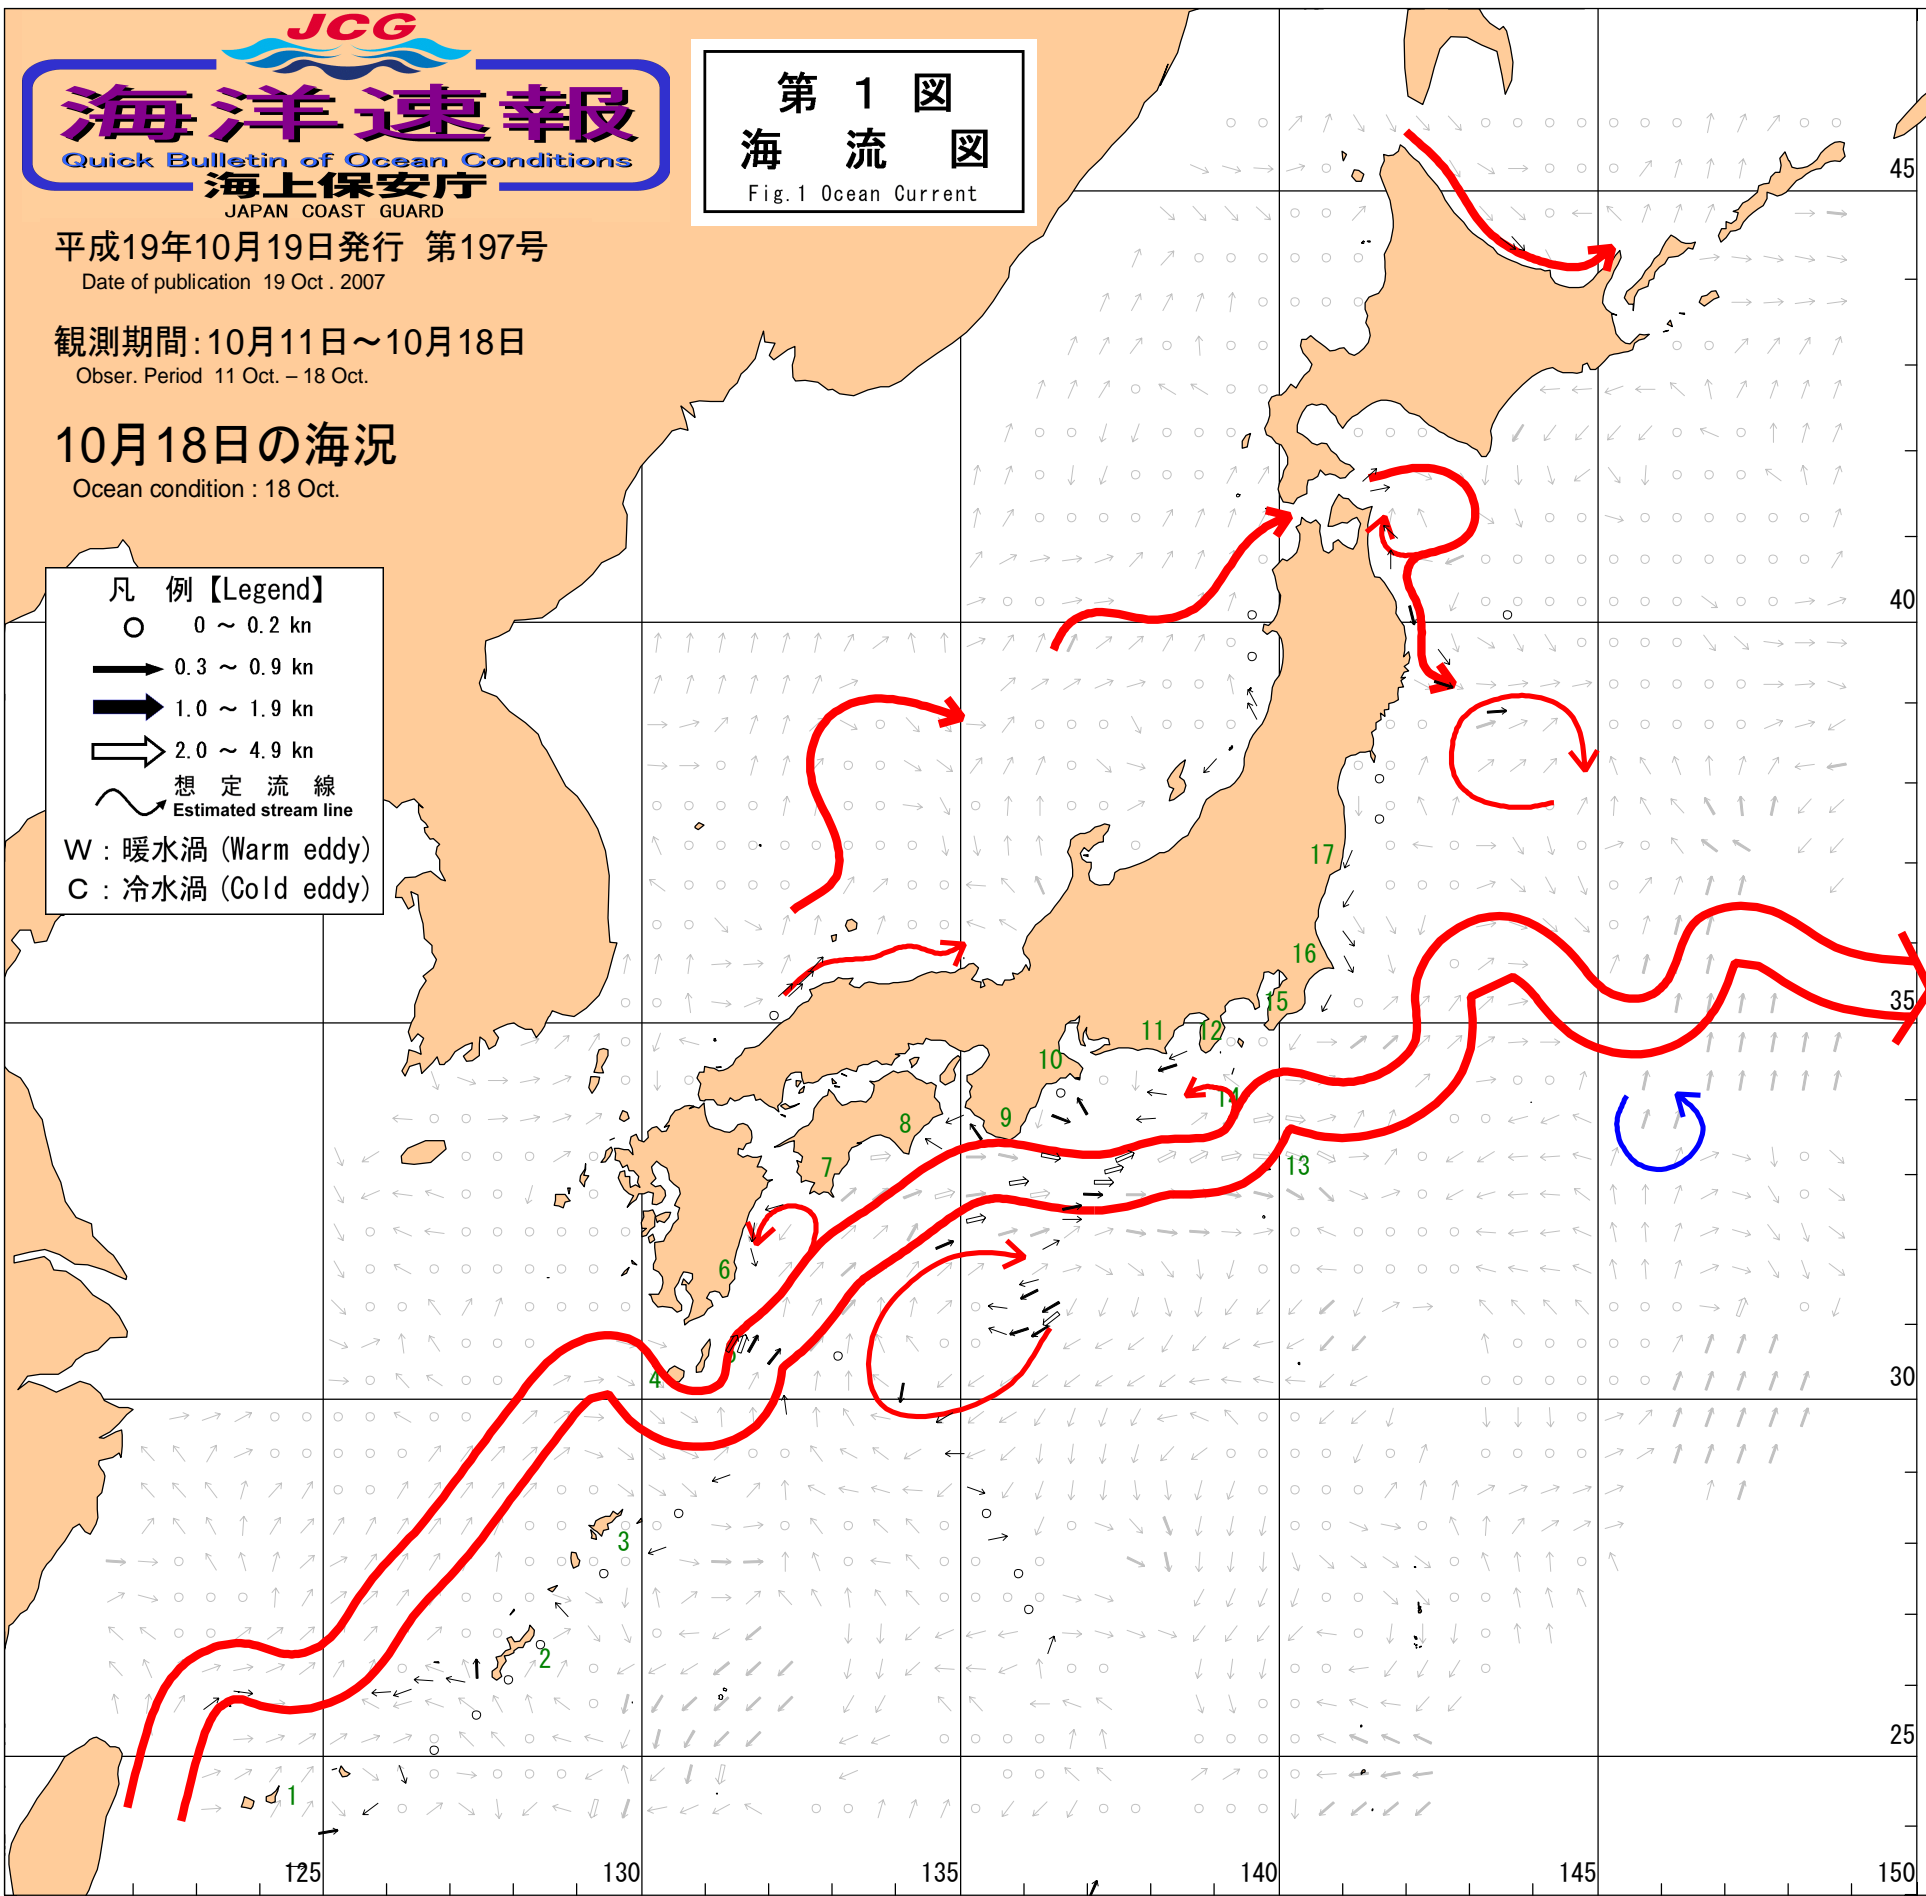 JCG
海洋速報
Quick Bulletin of Ocean Conditions
海上保安庁
JAPAN COAST GUARD
平成19年10月19日発行 第197号
Date of publication 19 Oct . 2007
観測期間:10月11日～10月18日
Obser. Period 11 Oct. – 18 Oct.
10月18日の海況
Ocean condition : 18 Oct.
第 1 図
海 流 図
Fig.1 Ocean Current
凡 例【Legend】
0 ～ 0.2 kn
0.3 ～ 0.9 kn
1.0 ～ 1.9 kn
2.0 ～ 4.9 kn
想 定 流 線
Estimated stream line
W : 暖水渦 (Warm eddy)
C : 冷水渦 (Cold eddy)
45
40
17
16
35
15
12
11
10
14
9
8
7
13
6
5
4
30
3
2
25
1
125
130
135
140
145
150